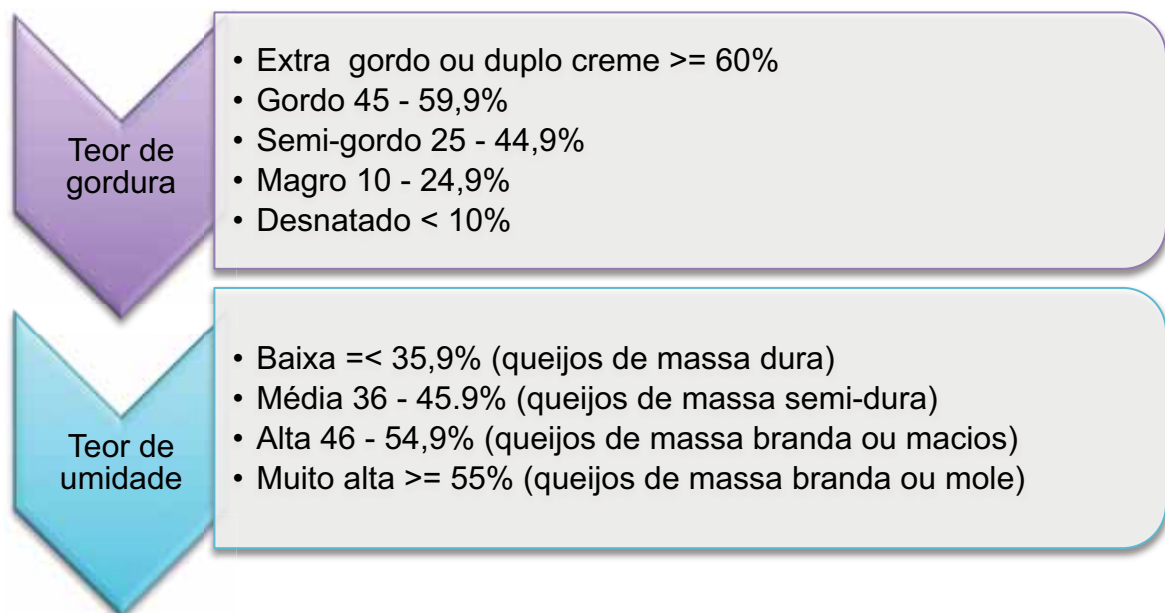 Teor de
gordura
• Extra  gordo ou duplo creme >= 60%
• Gordo 45 - 59,9%
• Semi-gordo 25 - 44,9%
• Magro 10 - 24,9%
• Desnatado < 10%
Teor de
umidade
• Baixa =< 35,9% (queijos de massa dura)
• Média 36 - 45.9% (queijos de massa semi-dura)
• Alta 46 - 54,9% (queijos de massa branda ou macios)
• Muito alta >= 55% (queijos de massa branda ou mole)